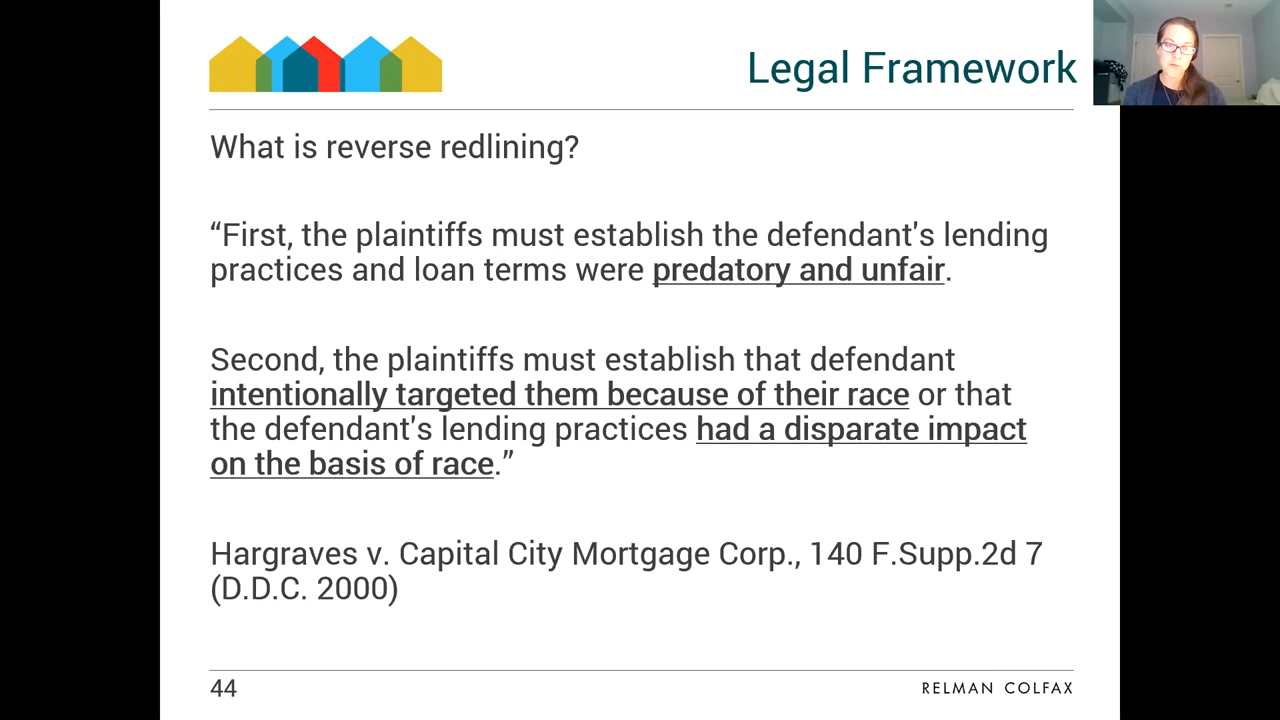 Legal Framework
What is reverse redlining?
“First, the plaintiffs must establish the defendant's lending
practices and loan terms were predatory and unfair.
Second, the plaintiffs must establish that defendant
intentionally targeted them because of their race or that
the defendant's lending practices had a disparate impact
on the basis of race.”
Hargraves v. Capital City Mortgage Corp., 140 F.Supp.2d 7
(D.D.C. 2000)
44
RELMAN COLFAX